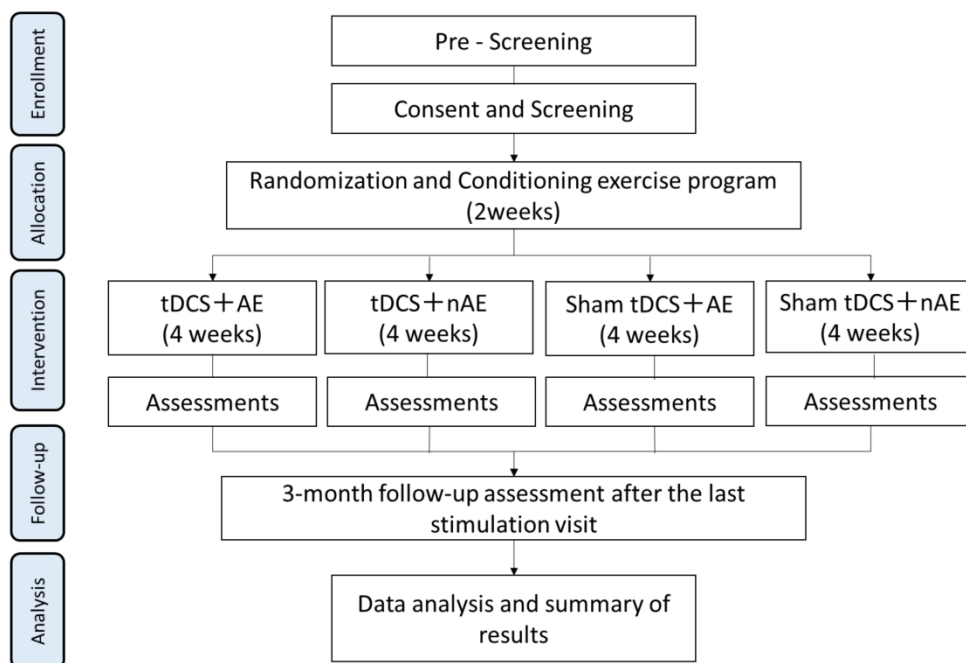 Enrollment
Pre - Screening
Consent and Screening
Allocation
Randomization and Conditioning exercise program
(2weeks)
Intervention
tDCS+AE
(4 weeks)
tDCS+nAE
(4 weeks)
Sham tDCS+AE
(4 weeks)
Sham tDCS+nAE
(4 weeks)
Assessments
Assessments
Assessments
Assessments
Follow-up
3-month follow-up assessment after the last
stimulation visit
Analysis
Data analysis and summary of
results